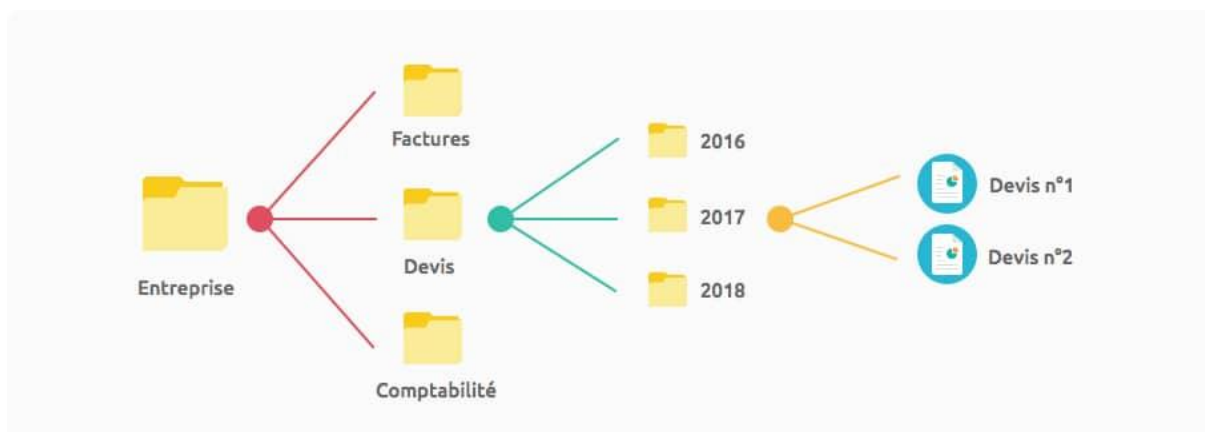 Entreprise
Factures
Devis
Comptabilité
2016
2017
2018
Devis n°1
Devis n°2